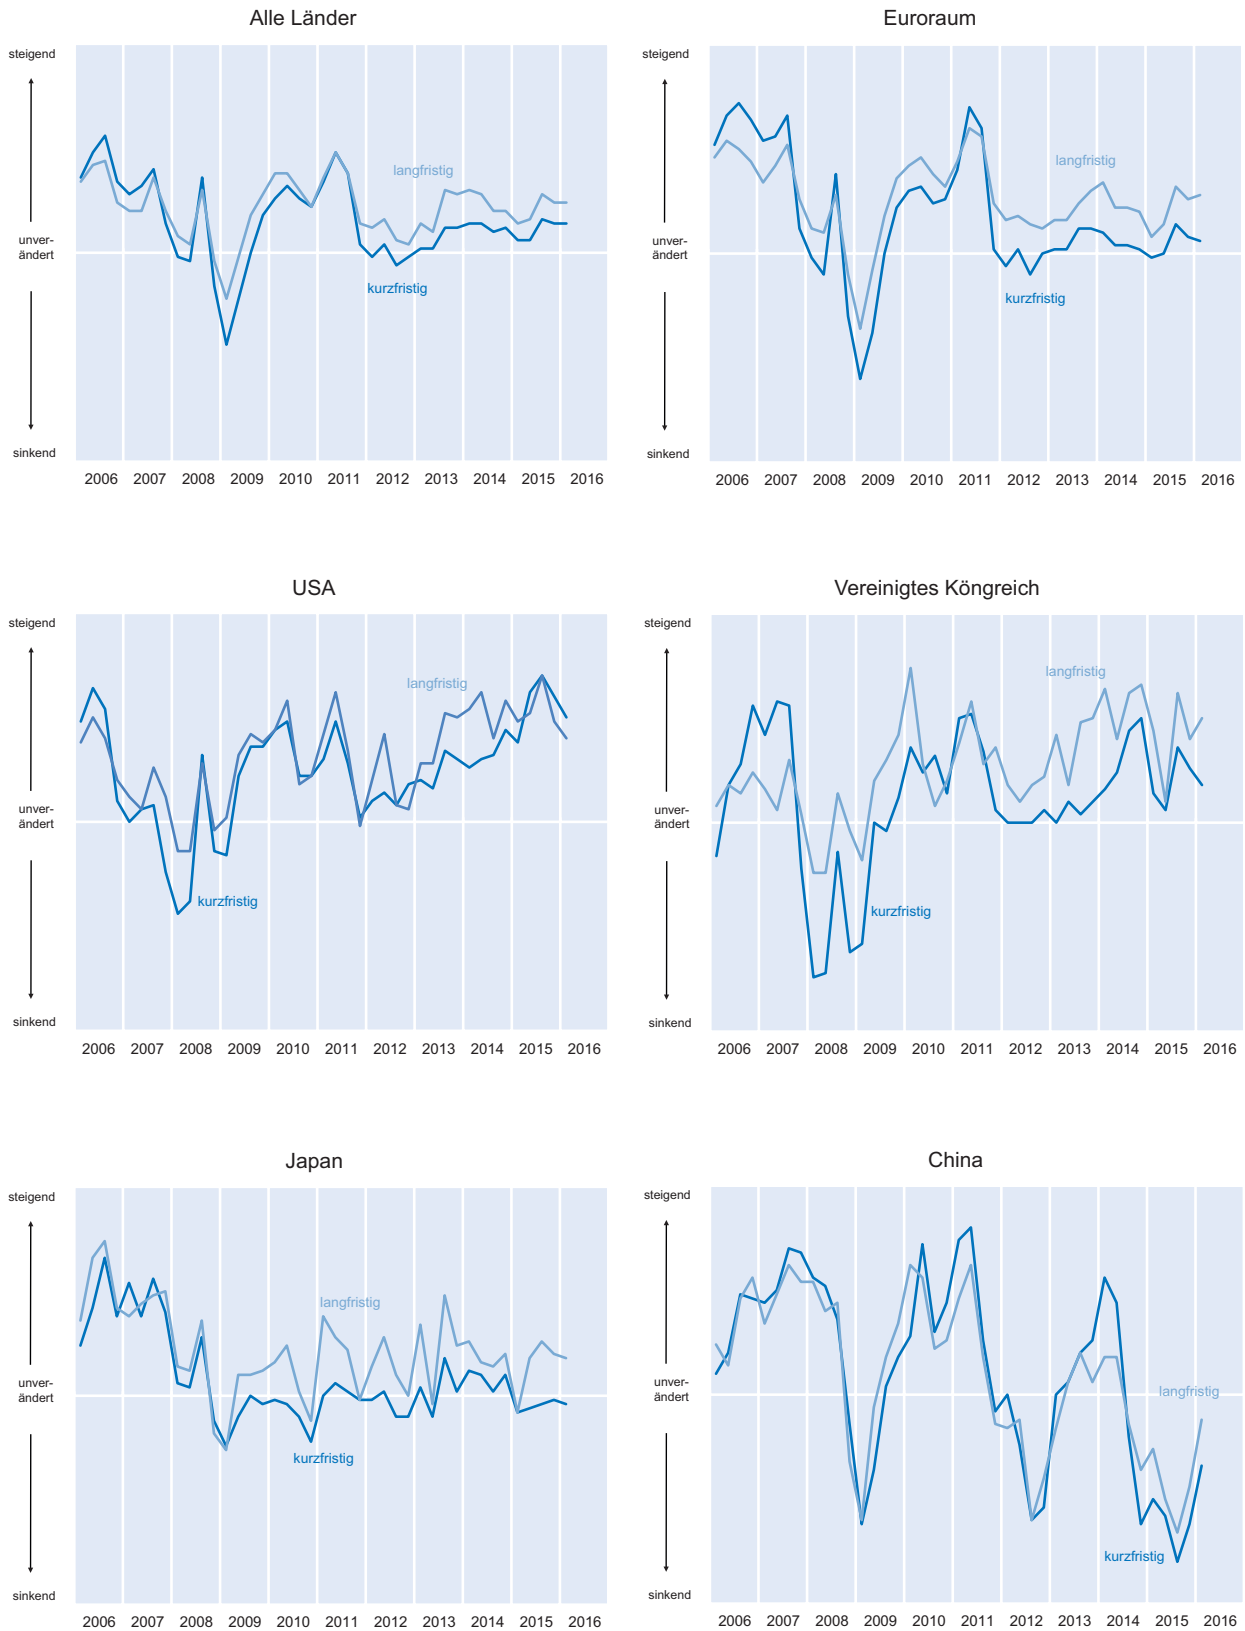 Alle Länder
steigend
unver-
ändert
sinkend
langfristig
kurzfristig
2006 2007 2008 2009 2010 2011 2012 2013 2014 2015 2016
Euroraum
steigend
unver-
ändert
sinkend
langfristig
kurzfristig
2006 2007 2008 2009 2010 2011 2012 2013 2014 2015 2016
USA
steigend
unver-
ändert
sinkend
langfristig
kurzfristig
2006 2007 2008 2009 2010 2011 2012 2013 2014 2015 2016
Vereinigtes Köngreich
steigend
unver-
ändert
sinkend
langfristig
kurzfristig
2006 2007 2008 2009 2010 2011 2012 2013 2014 2015 2016
Japan
steigend
unver-
ändert
sinkend
langfristig
kurzfristig
2006 2007 2008 2009 2010 2011 2012 2013 2014 2015 2016
China
steigend
unver-
ändert
sinkend
langfristig
kurzfristig
2006 2007 2008 2009 2010 2011 2012 2013 2014 2015 2016